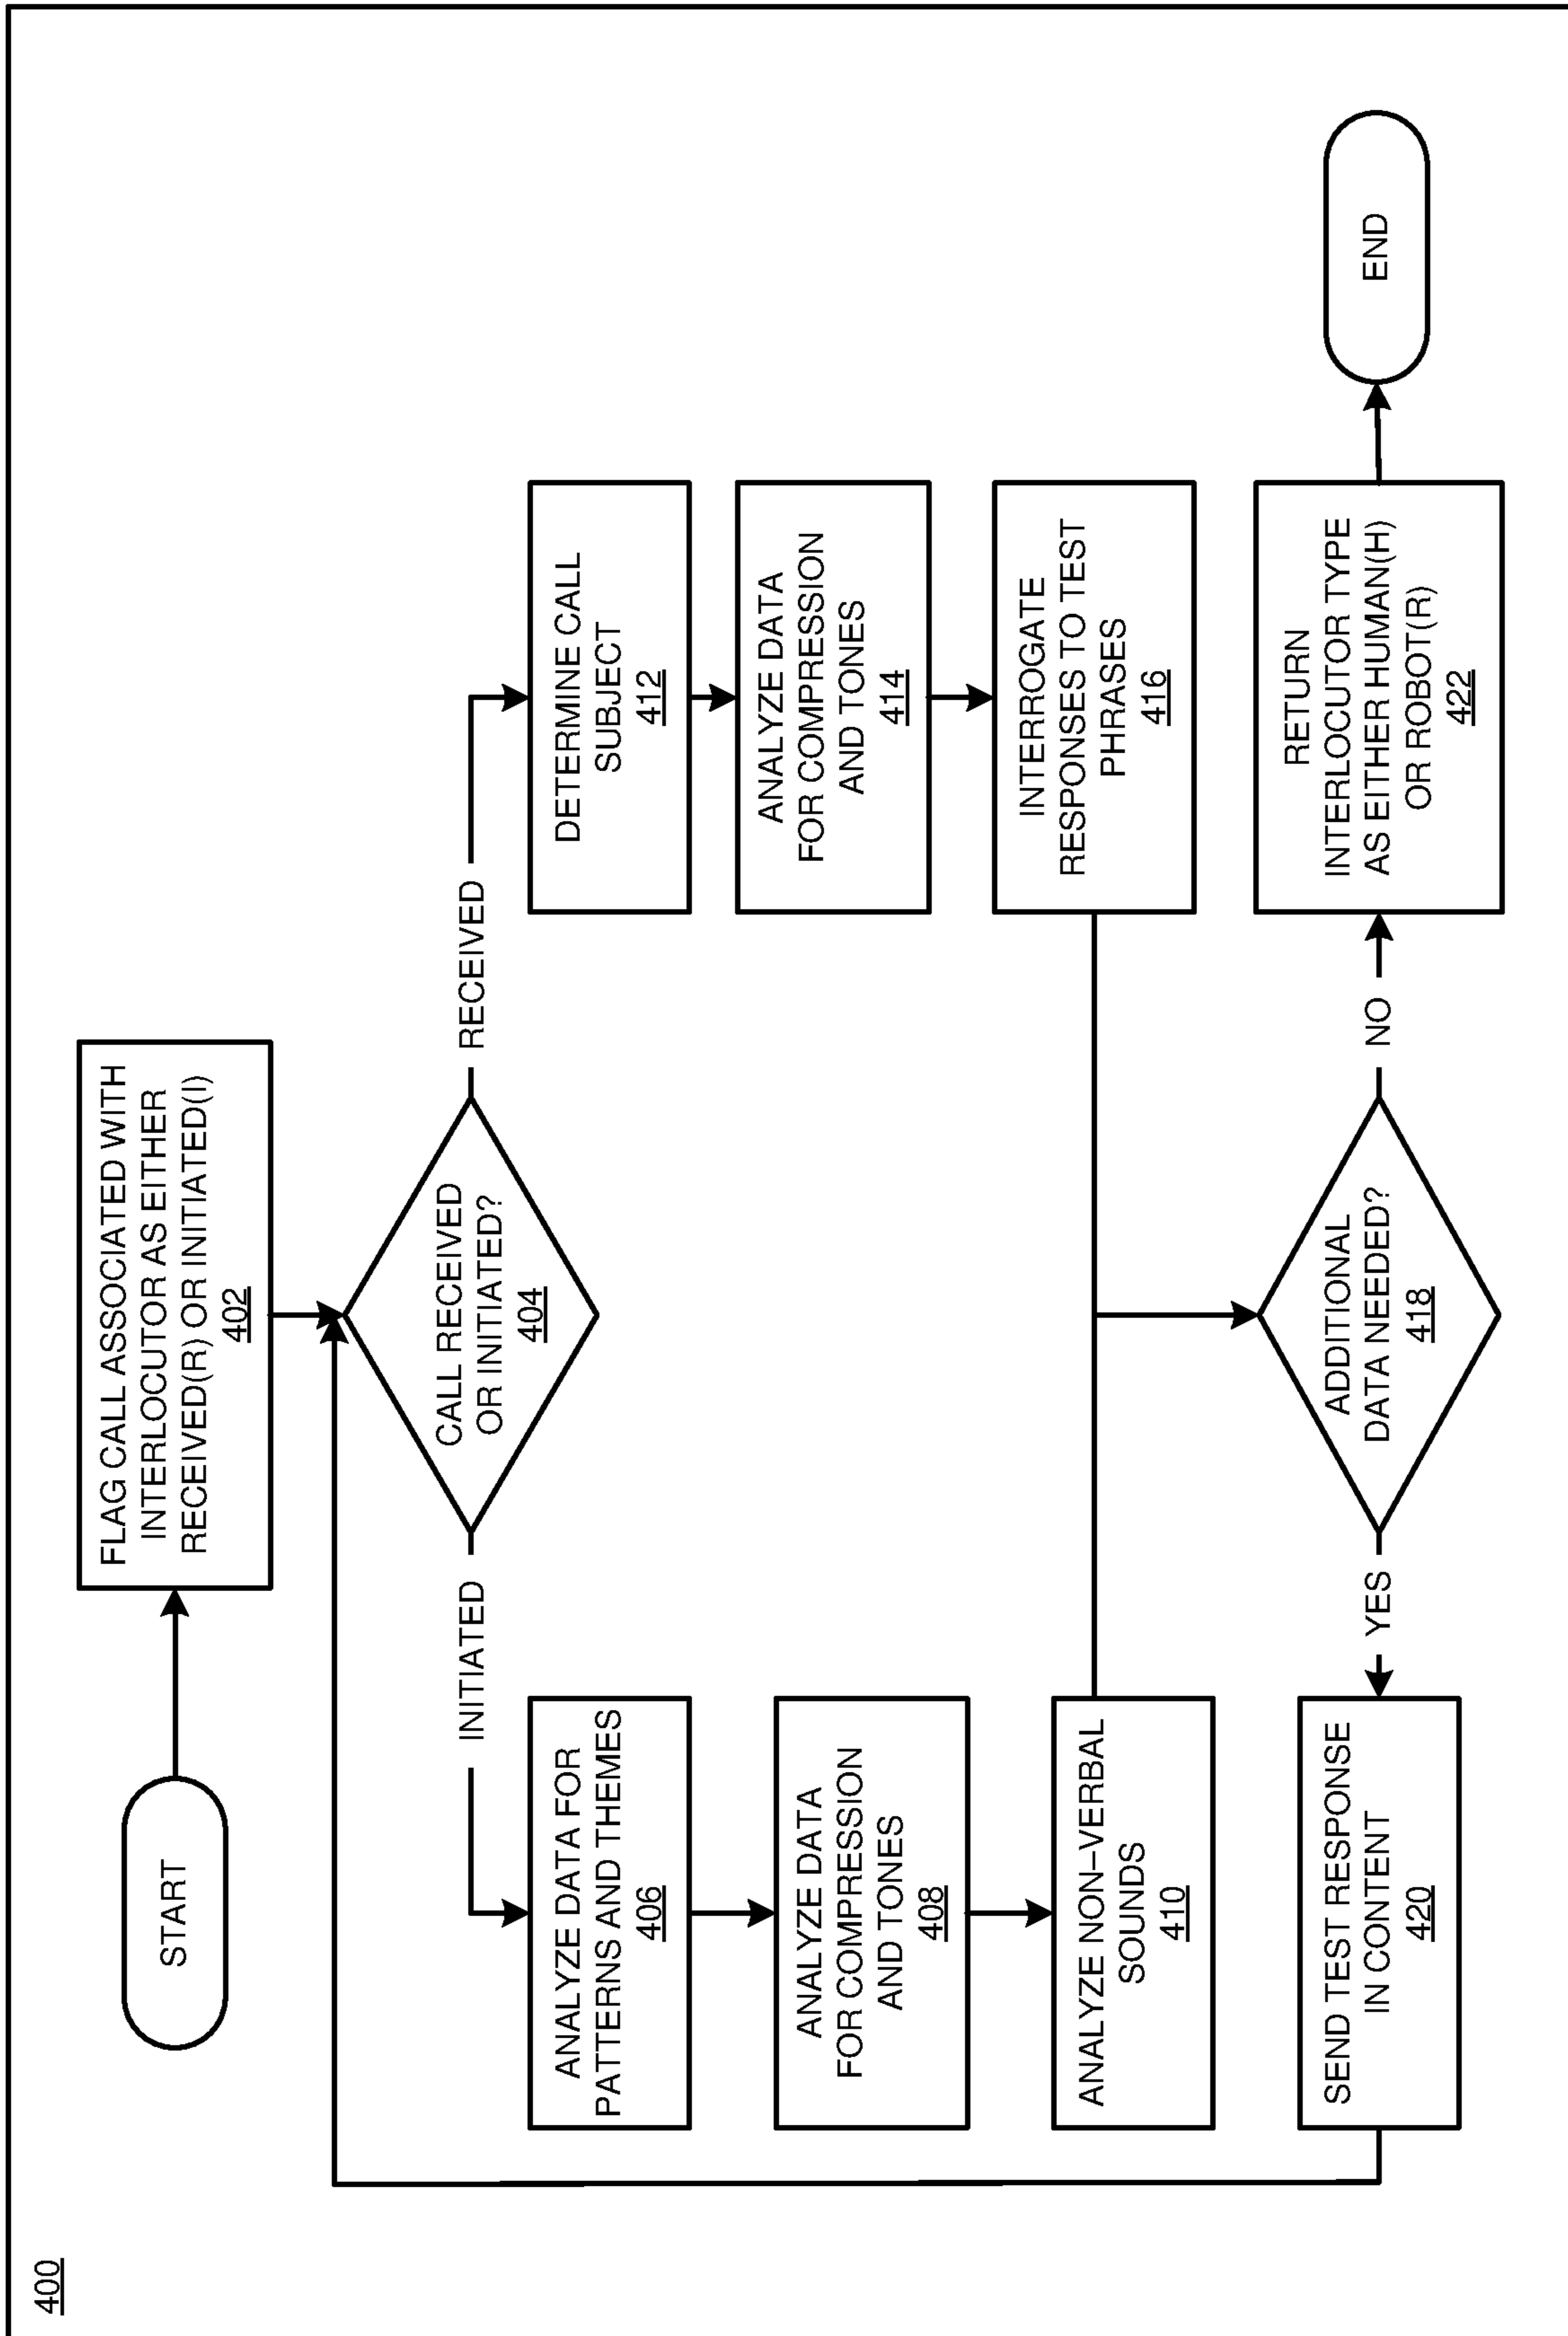 400
START
FLAG CALL ASSOCIATED WITH
INTERLOCUTOR AS EITHER
RECEIVED(R) OR INITIATED(I)
402
CALL RECEIVED
OR INITIATED?
404
INITIATED
RECEIVED
ANALYZE DATA FOR
PATTERNS AND THEMES
406
ANALYZE DATA
FOR COMPRESSION
AND TONES
408
ANALYZE NON–VERBAL
SOUNDS
410
DETERMINE CALL
SUBJECT
412
ANALYZE DATA
FOR COMPRESSION
AND TONES
414
INTERROGATE
RESPONSES TO TEST
PHRASES
416
ADDITIONAL
DATA NEEDED?
418
YES
NO
SEND TEST RESPONSE
IN CONTENT
420
RETURN
INTERLOCUTOR TYPE
AS EITHER HUMAN(H)
OR ROBOT(R)
422
END